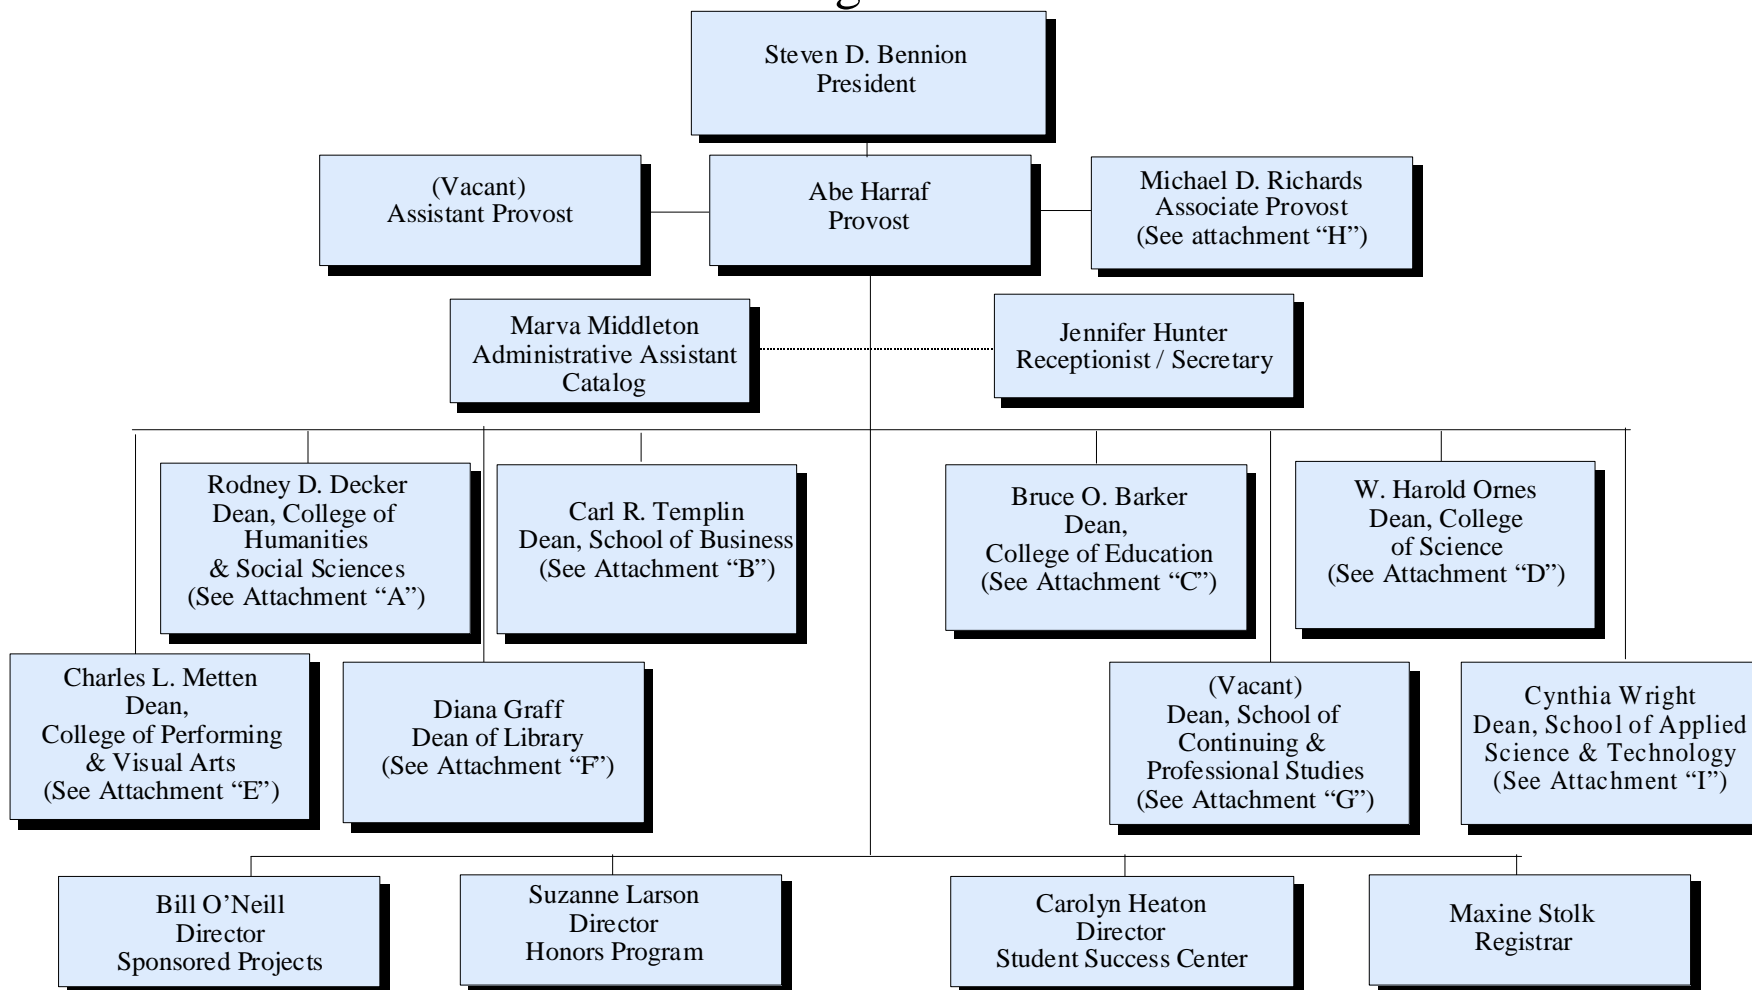 Steven D. Bennion
President
(Vacant)
Assistant Provost
Abe Harraf
Provost
Michael D. Richards
Associate Provost
(See attachment “H”)
Marva Middleton
Administrative Assistant
Catalog
Jennifer Hunter
Receptionist / Secretary
Rodney D. Decker
Dean, College of
Humanities
& Social Sciences
(See Attachment “A”)
Carl R. Templin
Dean, School of Business
(See Attachment “B”)
Bruce O. Barker
Dean,
College of Education
(See Attachment “C”)
W. Harold Ornes
Dean, College
of Science
(See Attachment “D”)
Charles L. Metten
Dean,
College of Performing
& Visual Arts
(See Attachment “E”)
Diana Graff
Dean of Library
(See Attachment “F”)
(Vacant)
Dean, School of
Continuing &
Professional Studies
(See Attachment “G”)
Cynthia Wright
Dean, School of Applied
Science & Technology
(See Attachment “I”)
Bill O’Neill
Director
Sponsored Projects
Suzanne Larson
Director
Honors Program
Carolyn Heaton
Director
Student Success Center
Maxine Stolk
Registrar